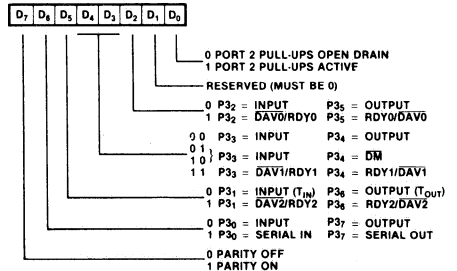 D7 D6 D5 D4 D3 D2 D1 D0
0 PORT 2 PULL-UPS OPEN DRAIN
1 PORT 2 PULL-UPS ACTIVE
RESERVED (MUST BE 0)
0 P32 = INPUT P35 = OUTPUT
1 P32 = DAV0/RDY0 P35 = RDY0/DAV0
0 0 P33 = INPUT P34 = OUTPUT
0 1
1 0 } P33 = INPUT P34 = DM
1 1 P33 = DAV1/RDY1 P34 = RDY1/DAV1
0 P31 = INPUT (TIN) P36 = OUTPUT (TOUT)
1 P31 = DAV2/RDY2 P36 = RDY2/DAV2
0 P30 = INPUT P37 = OUTPUT
1 P30 = SERIAL IN P37 = SERIAL OUT
0 PARITY OFF
1 PARITY ON